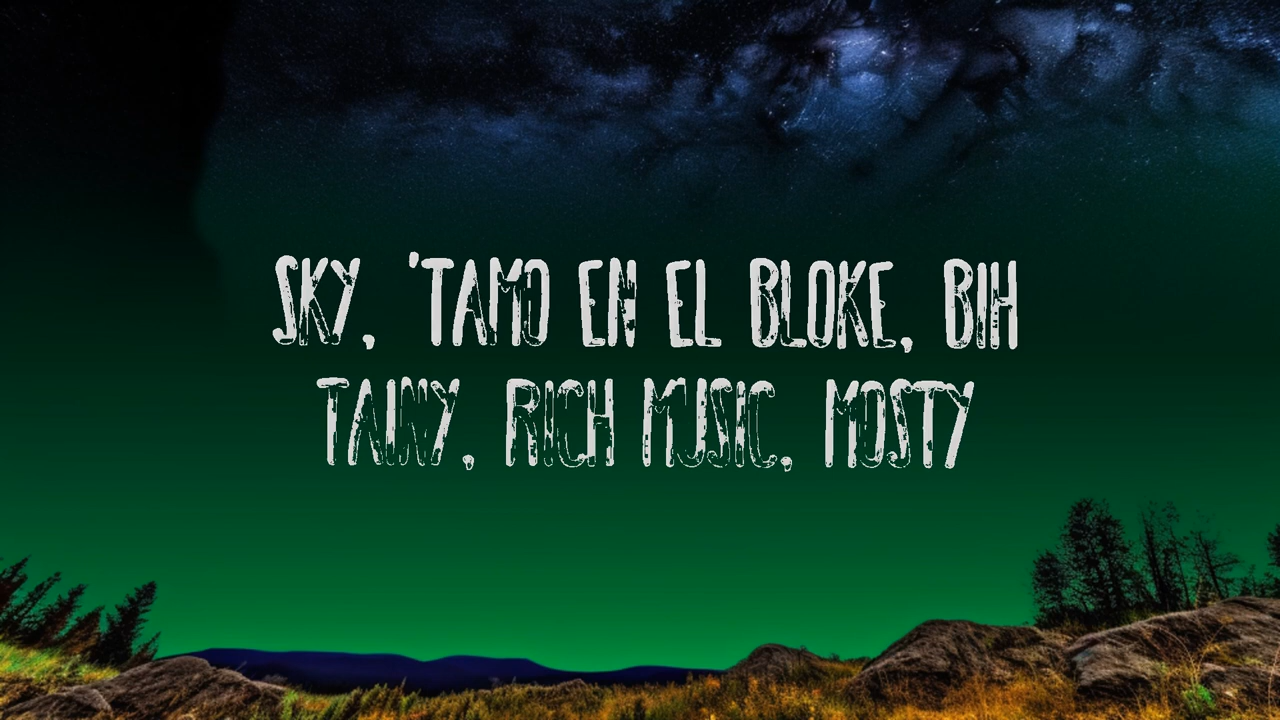 SKY, 'TAMO EN EL BLOKE, BIH
TAINY, RICH MUSIC, MOSTY